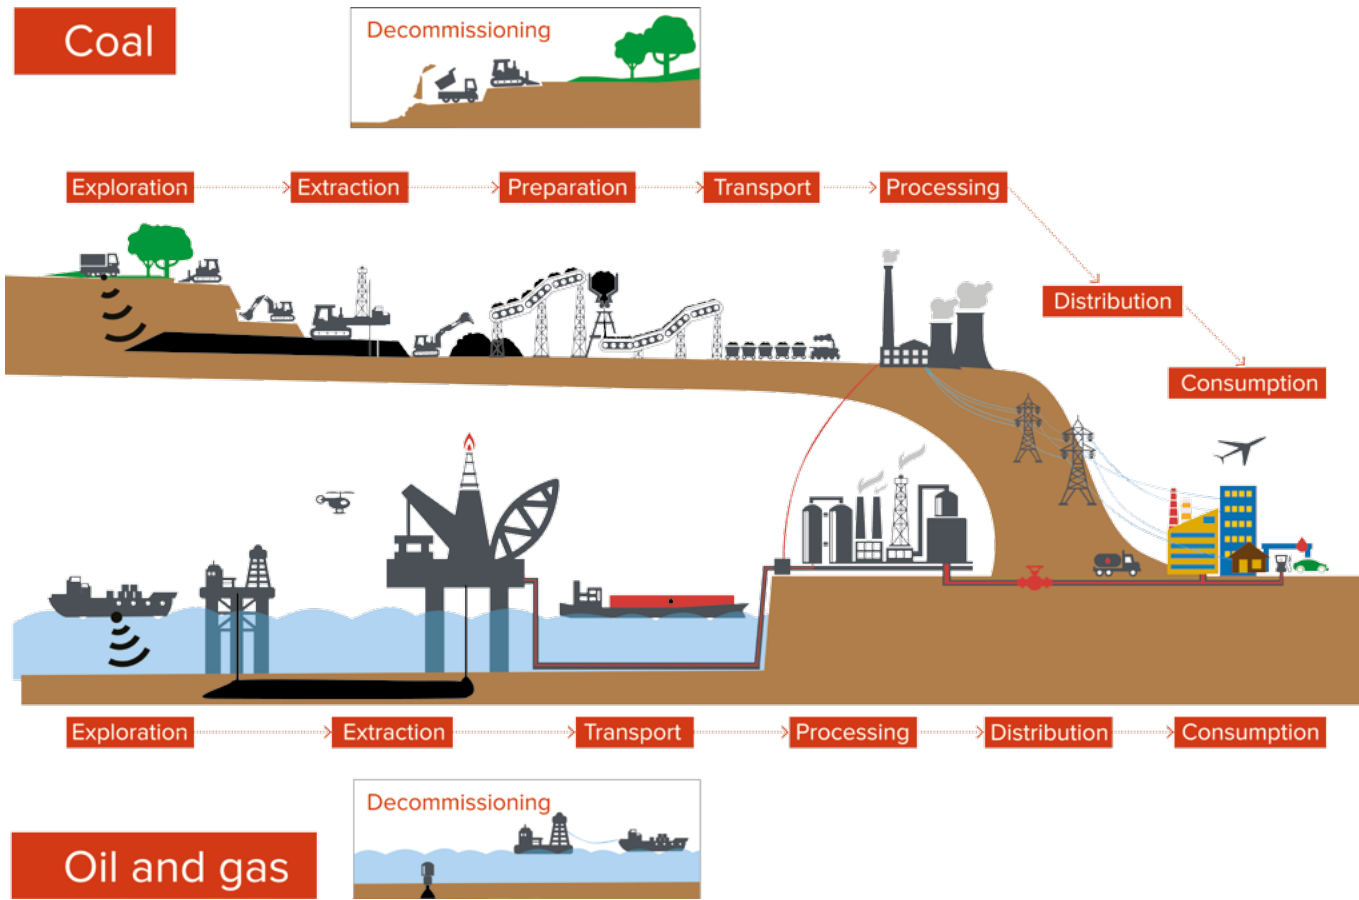 Coal
Decommissioning
Exploration
Extraction
Preparation
Transport
Processing
Distribution
Consumption
Exploration
Extraction
Transport
Processing
Distribution
Consumption
Decommissioning
Oil and gas